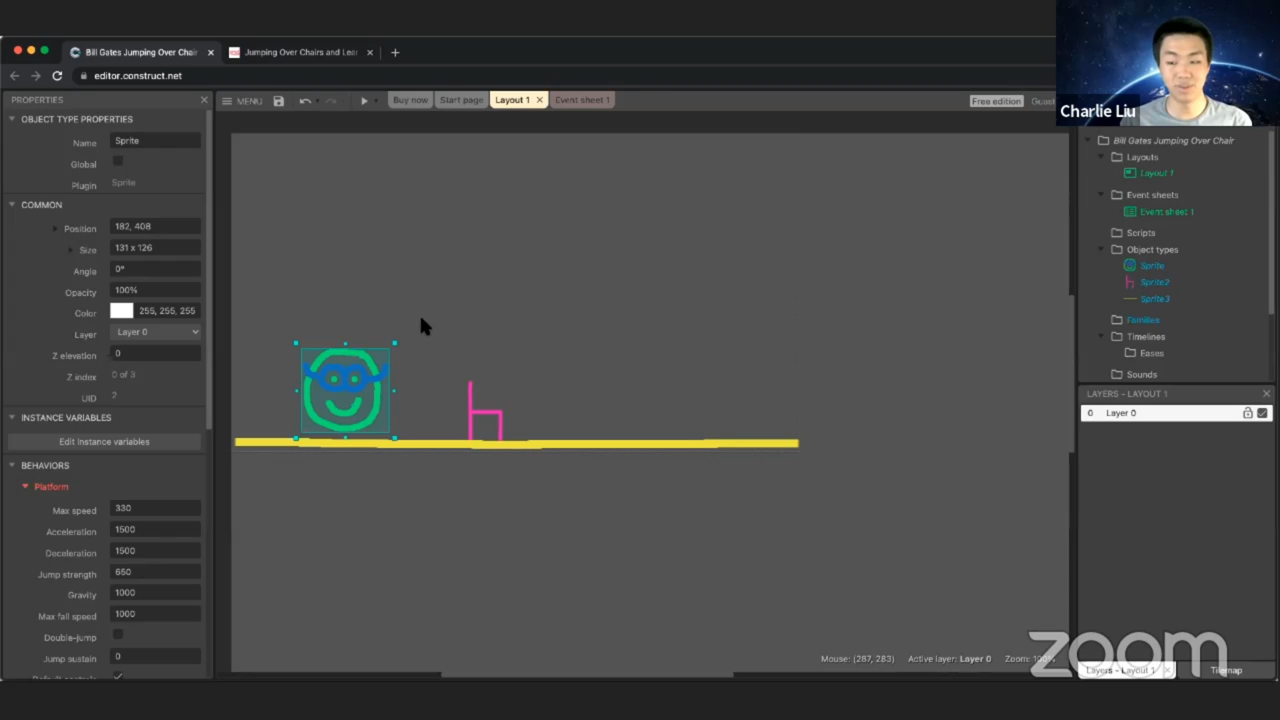 Bill Gates Jumping Over Chair
Jumping Over Chairs and Lear
editor.construct.net
Charlie Liu
PROPERTIES
MENU
Buy now
Start page
Layout 1
Event sheet 1
Free edition
Guest
OBJECT TYPE PROPERTIES
Name Sprite
Global
Plugin Sprite
COMMON
Position 182, 408
Size 131 x 126
Angle 0°
Opacity 100%
Color 255, 255, 255
Layer Layer 0
Z elevation 0
Z index 0 of 3
UID 2
INSTANCE VARIABLES
Edit instance variables
BEHAVIORS
Platform
Max speed 330
Acceleration 1500
Deceleration 1500
Jump strength 650
Gravity 1000
Max fall speed 1000
Double-jump
Jump sustain 0
Default controls
Bill Gates Jumping Over Chair
Layouts
Layout 1
Event sheets
Event sheet 1
Scripts
Object types
Sprite
Sprite2
Sprite3
Families
Timelines
Eases
Sounds
LAYERS - LAYOUT 1
0 Layer 0
Mouse: (287, 283) Active layer: Layer 0 Zoom: 100%
zoom
Layers - Layout 1
Tilemap